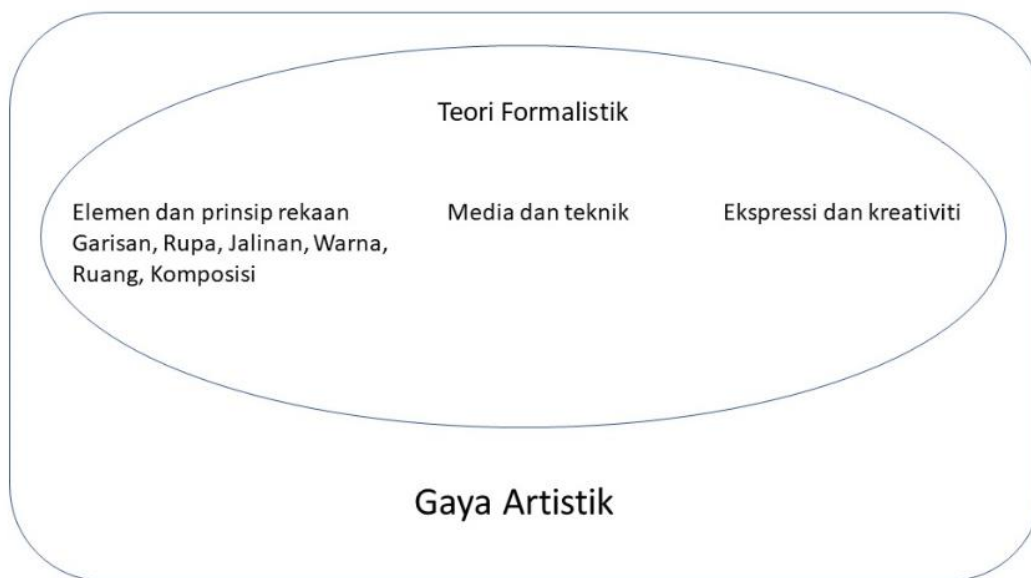 Teori Formalistik
Elemen dan prinsip rekaan
Garisan, Rupa, Jalinan, Warna,
Ruang, Komposisi
Media dan teknik
Ekspressi dan kreativiti
Gaya Artistik